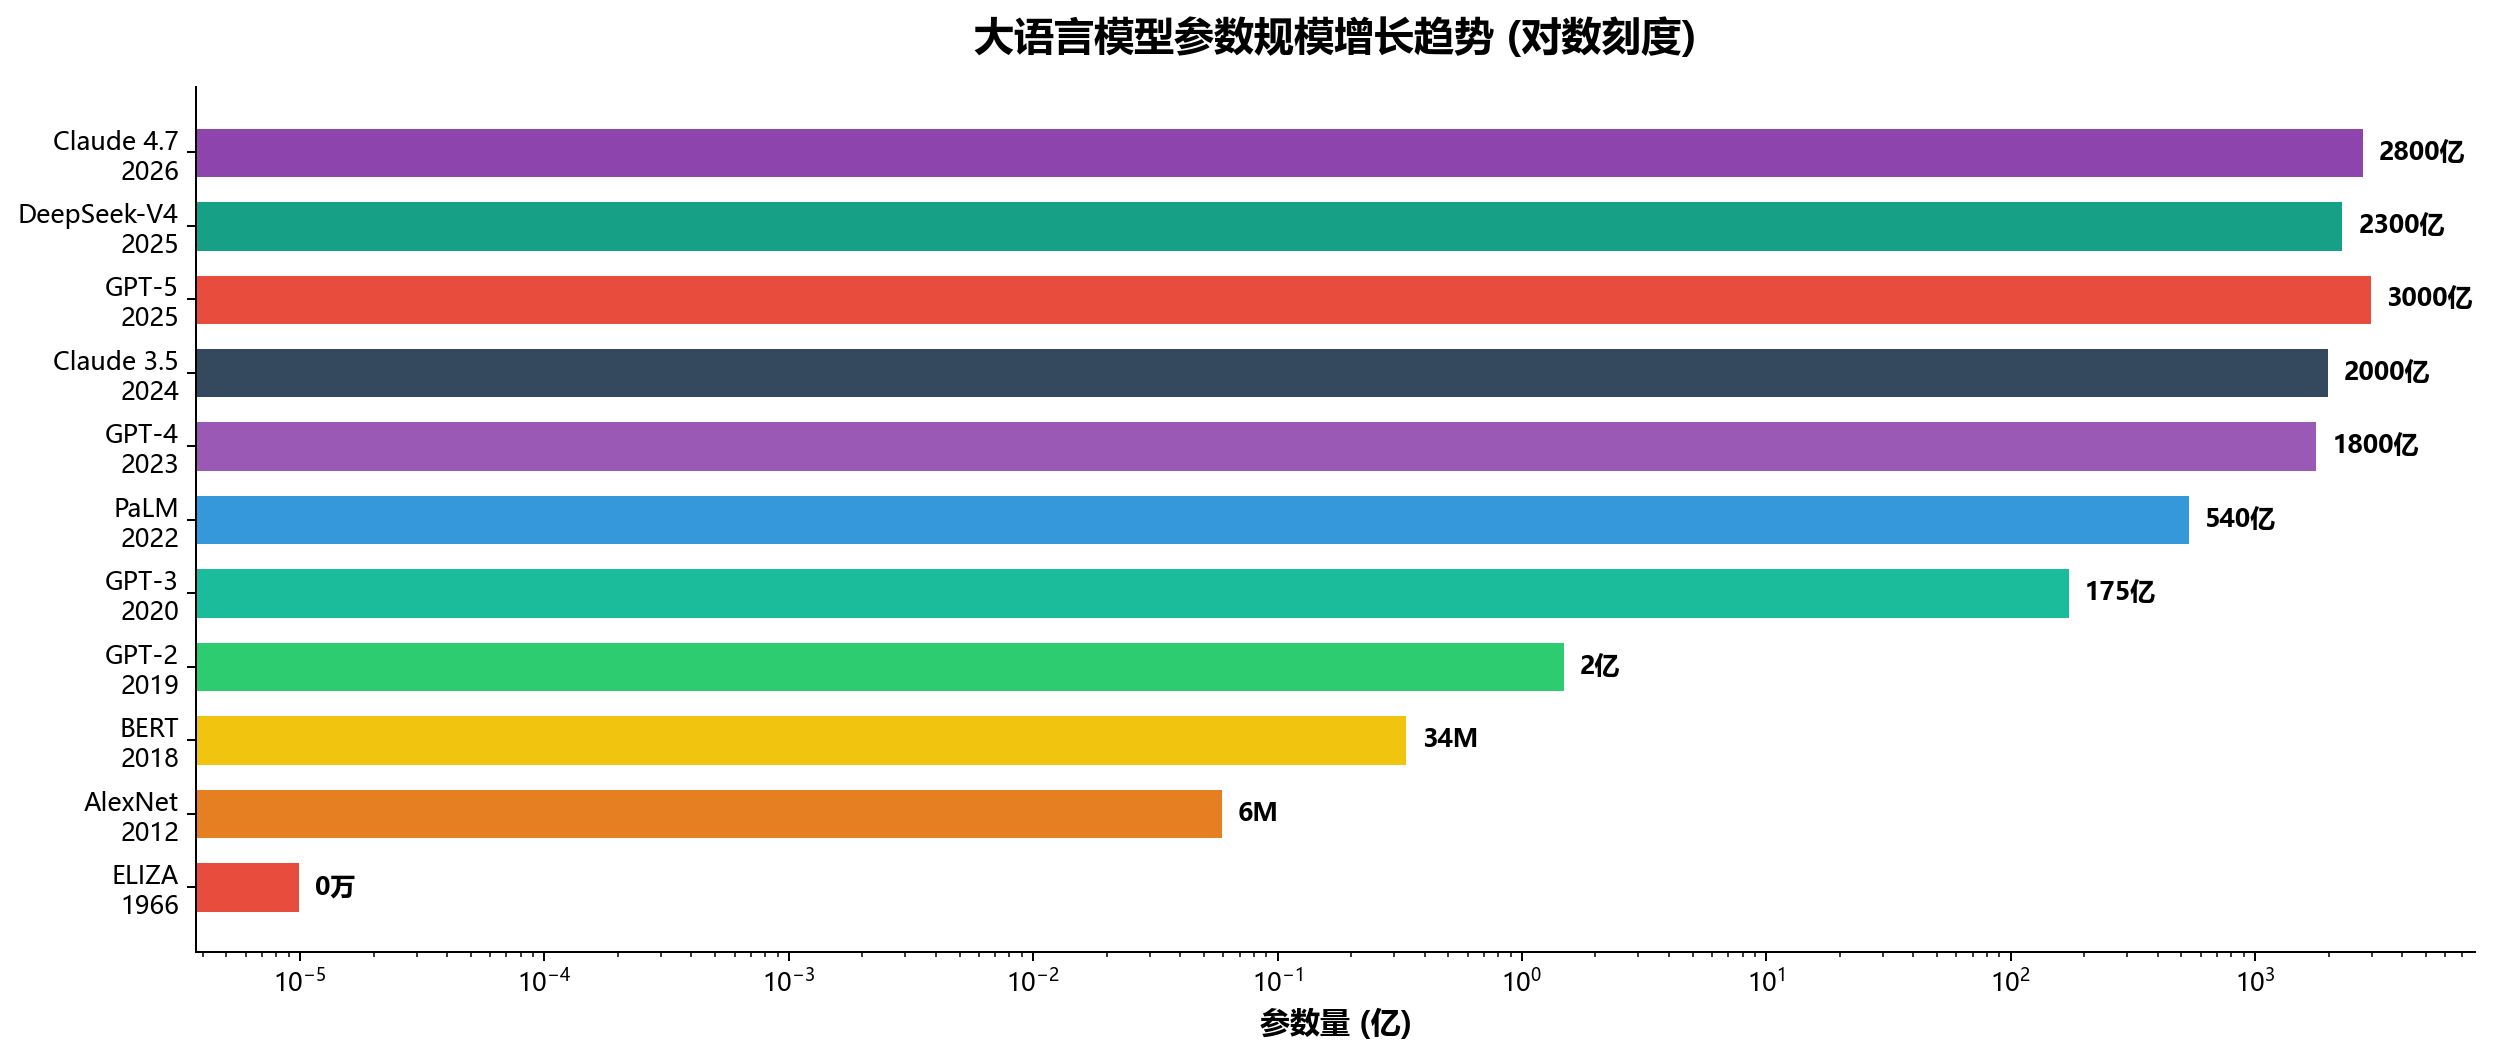 大语言模型参数规模增长趋势 (对数刻度)
Claude 4.7
2026
2800亿
DeepSeek-V4
2025
2300亿
GPT-5
2025
3000亿
Claude 3.5
2024
2000亿
GPT-4
2023
1800亿
PaLM
2022
540亿
GPT-3
2020
175亿
GPT-2
2019
2亿
BERT
2018
34M
AlexNet
2012
6M
ELIZA
1966
0万
10⁻⁵ 10⁻⁴ 10⁻³ 10⁻² 10⁻¹ 10⁰ 10¹ 10² 10³
参数量 (亿)